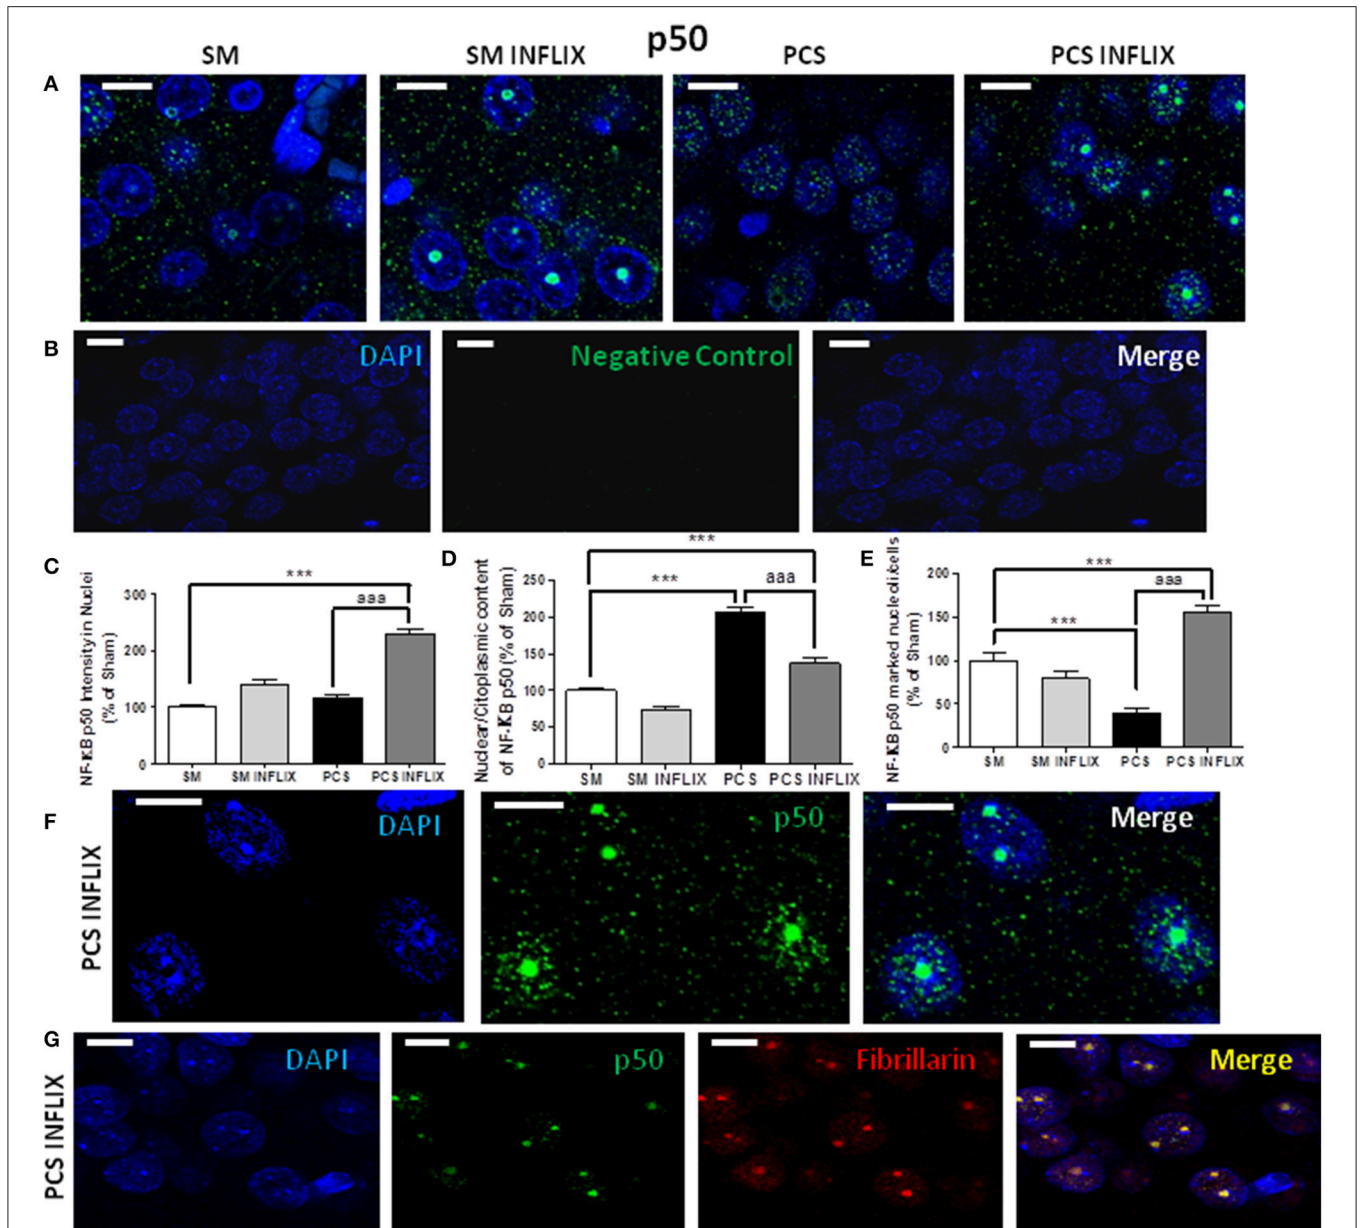 p50
SM
SM INFLIX
PCS
PCS INFLIX
A
B
DAPI
Negative Control
Merge
C
NF-KB p50 Intensity in Nuclei
(% of Sham)
300
200
100
0
***
aaa
SM
SM INFLIX
PCS
PCS INFLIX
D
Nuclear/Citoplasmic content
of NF-KB p50 (% of Sham)
250
200
150
100
50
0
***
***
aaa
SM
SM INFLIX
PCS
PCS INFLIX
E
NF-KB p50 marked nucleoli/cells
(% of Sham)
200
150
100
50
0
***
***
aaa
SM
SM INFLIX
PCS
PCS INFLIX
F
PCS INFLIX
DAPI
p50
Merge
G
PCS INFLIX
DAPI
p50
Fibrillarin
Merge